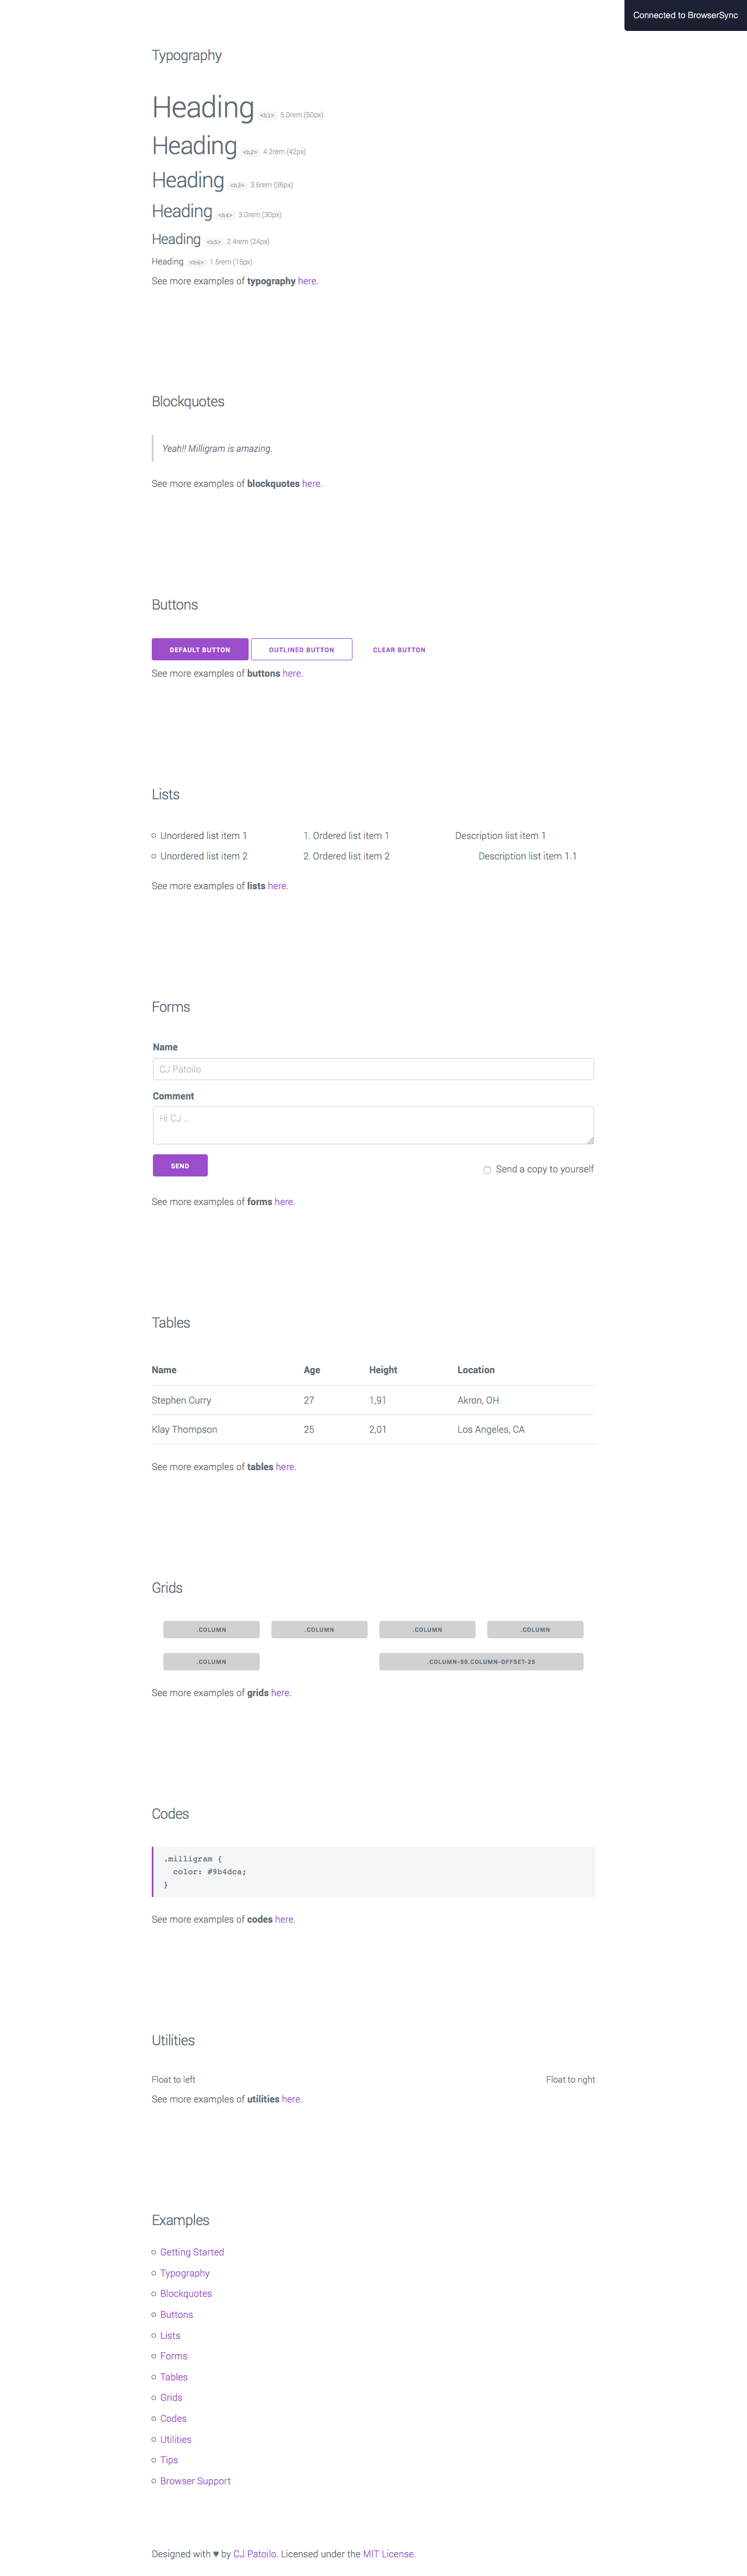 Connected to BrowserSync
Typography
Heading <h1> 5.0rem (50px)
Heading <h2> 4.2rem (42px)
Heading <h3> 3.6rem (36px)
Heading <h4> 3.0rem (30px)
Heading <h5> 2.4rem (24px)
Heading <h6> 1.5rem (15px)
See more examples of typography here.
Blockquotes
Yeah!! Milligram is amazing.
See more examples of blockquotes here.
Buttons
DEFAULT BUTTON OUTLINED BUTTON CLEAR BUTTON
See more examples of buttons here.
Lists
Unordered list item 1 1. Ordered list item 1 Description list item 1
Unordered list item 2 2. Ordered list item 2 Description list item 1.1
See more examples of lists here.
Forms
Name
CJ Patoilo
Comment
Hi CJ ...
SEND Send a copy to yourself
See more examples of forms here.
Tables
Name Age Height Location
Stephen Curry 27 1,91 Akron, OH
Klay Thompson 25 2,01 Los Angeles, CA
See more examples of tables here.
Grids
.COLUMN .COLUMN .COLUMN .COLUMN
.COLUMN .COLUMN-50.COLUMN-OFFSET-25
See more examples of grids here.
Codes
.milligram {
color: #9b4dca;
}
See more examples of codes here.
Utilities
Float to left Float to right
See more examples of utilities here.
Examples
Getting Started
Typography
Blockquotes
Buttons
Lists
Forms
Tables
Grids
Codes
Utilities
Tips
Browser Support
Designed with ♥ by CJ Patoilo. Licensed under the MIT License.